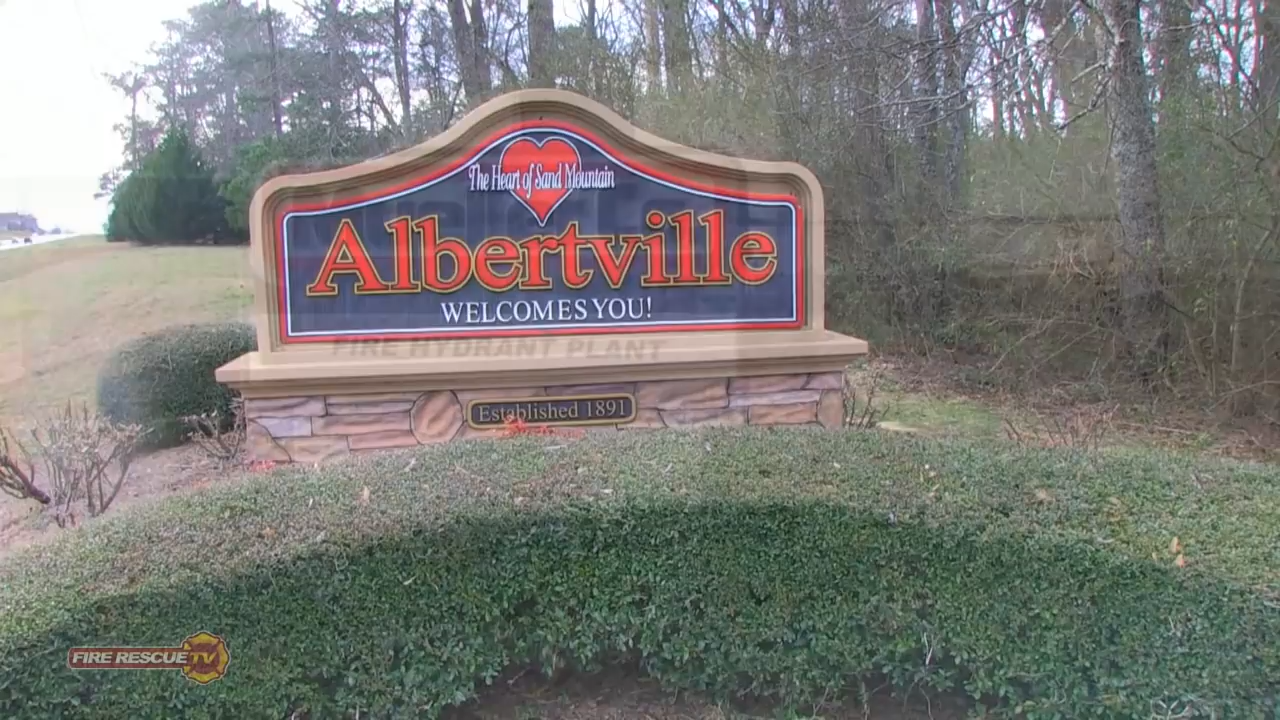 The Heart of Sand Mountain
Albertville
WELCOMES YOU!
FIRE HYDRANT PLANT
Established 1891
FIRE RESCUE TV